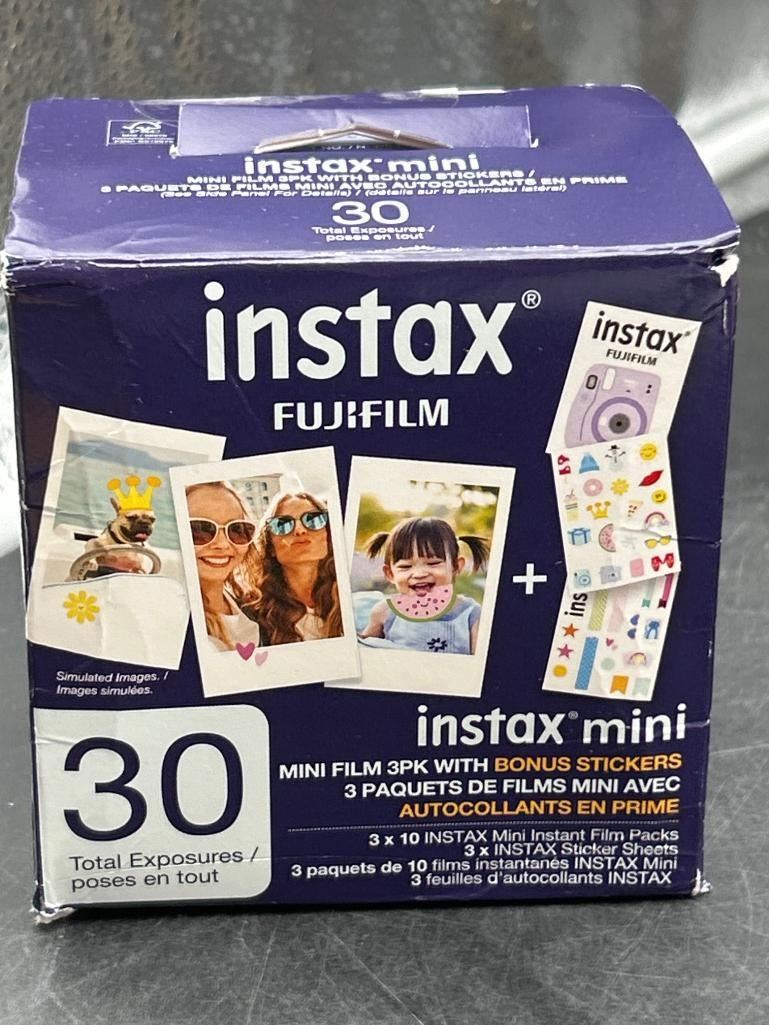 instax® mini
MINI FILM 3PK WITH BONUS STICKERS /
3 PAQUETS DE FILMS MINI AVEC AUTOCOLLANTS EN PRIME
(See Side Panel For Details) / (détails sur le panneau latéral)
30
Total Exposures /
poses en tout
instax®
FUJIFILM
instax®
FUJIFILM
+
ins
Simulated Images. /
Images simulées.
instax® mini
30
Total Exposures /
poses en tout
MINI FILM 3PK WITH BONUS STICKERS
3 PAQUETS DE FILMS MINI AVEC
AUTOCOLLANTS EN PRIME
3 x 10 INSTAX Mini Instant Film Packs
3 x INSTAX Sticker Sheets
3 paquets de 10 films instantanés INSTAX Mini
3 feuilles d'autocollants INSTAX